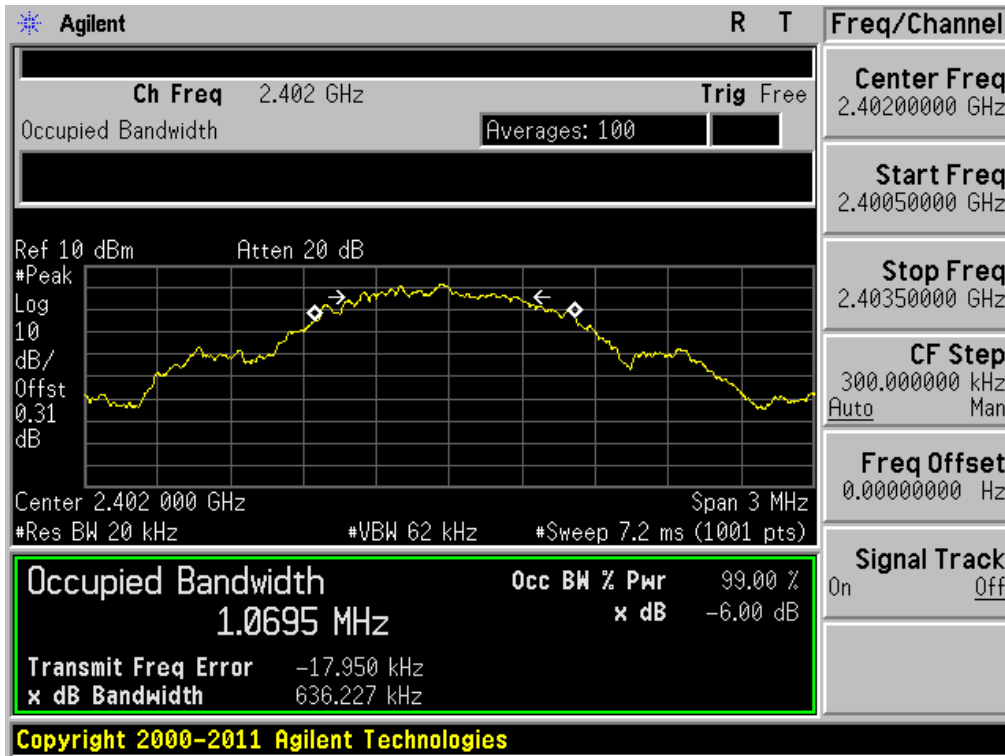 Agilent R T Freq/Channel
Ch Freq 2.402 GHz Trig Free
Occupied Bandwidth Averages: 100
Center Freq
2.40200000 GHz
Start Freq
2.40050000 GHz
Ref 10 dBm Atten 20 dB
#Peak
Log
10
dB/
Offst
0.31
dB
Stop Freq
2.40350000 GHz
CF Step
300.000000 kHz
Auto Man
Freq Offset
0.00000000 Hz
Signal Track
On Off
Center 2.402 000 GHz Span 3 MHz
#Res BW 20 kHz #VBW 62 kHz #Sweep 7.2 ms (1001 pts)
Occupied Bandwidth
1.0695 MHz
Occ BW % Pwr 99.00 %
x dB -6.00 dB
Transmit Freq Error -17.950 kHz
x dB Bandwidth 636.227 kHz
Copyright 2000-2011 Agilent Technologies